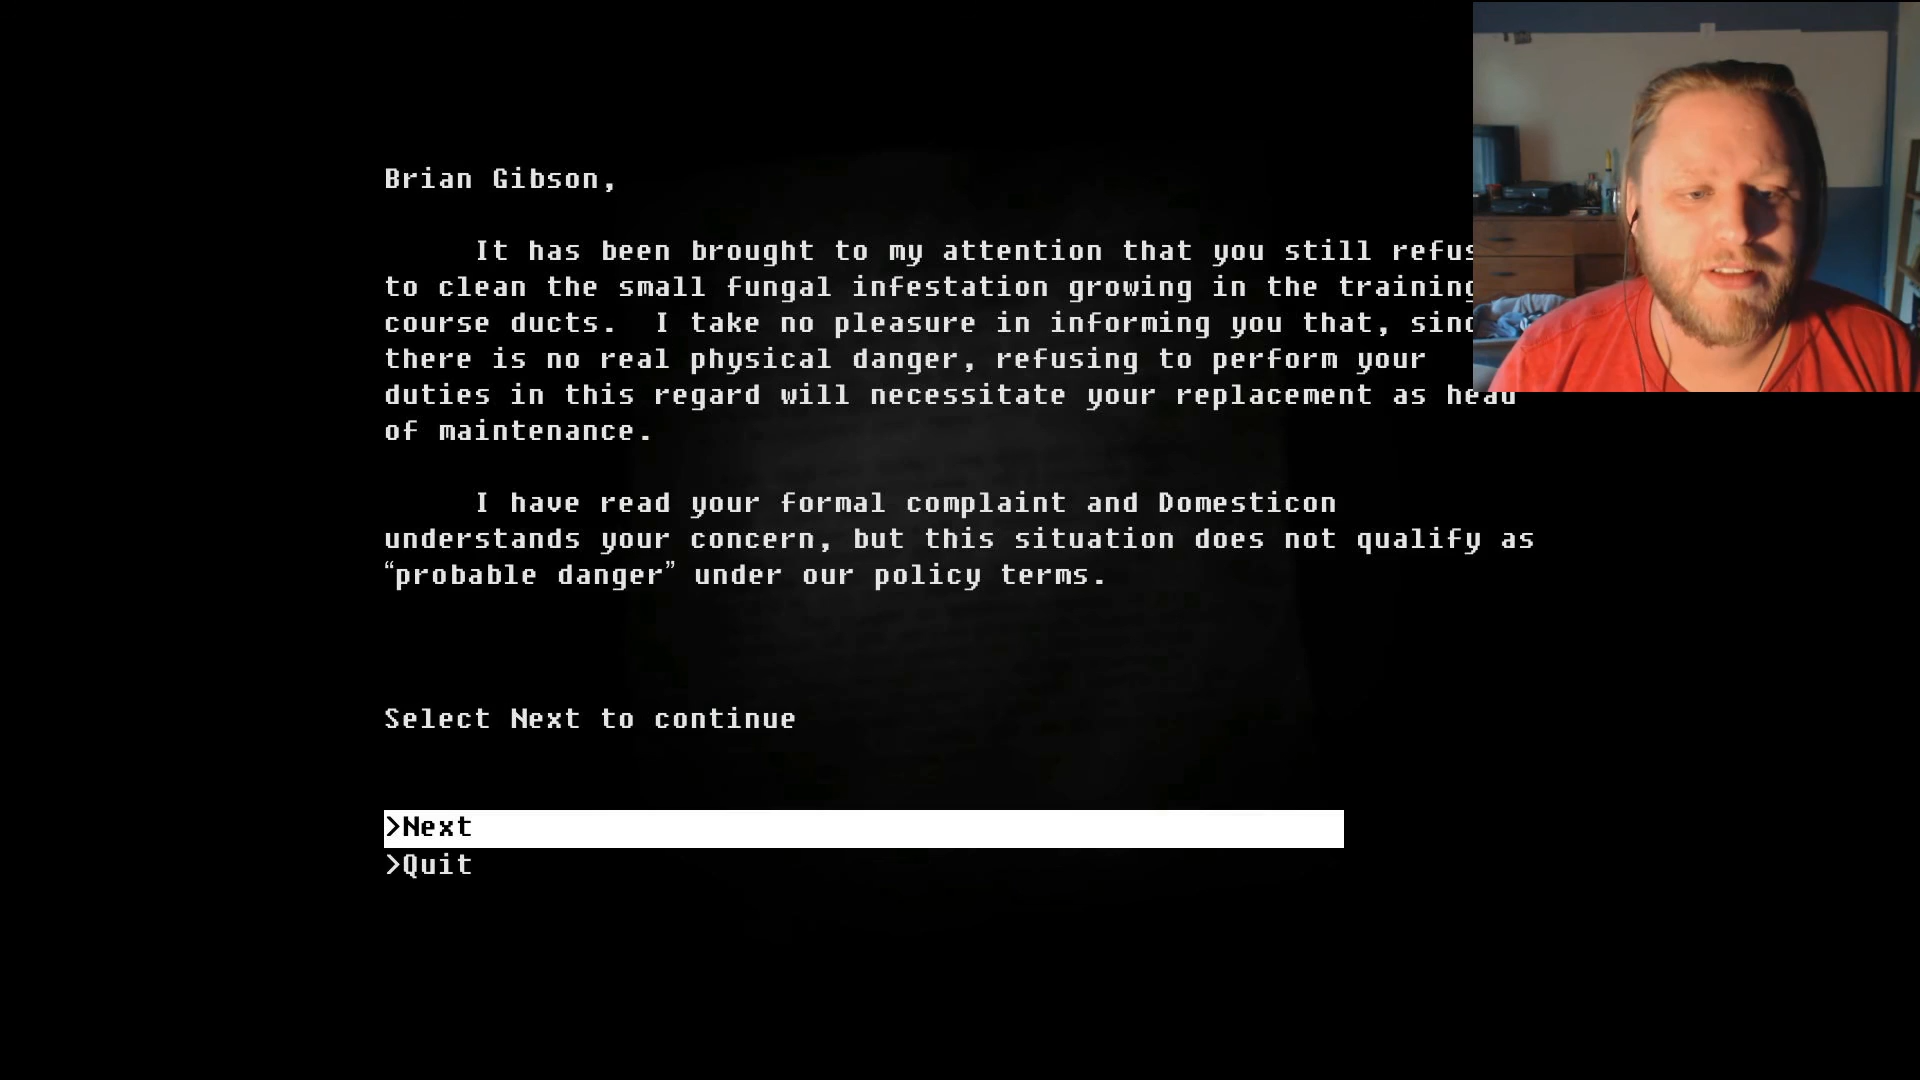 Brian Gibson,
It has been brought to my attention that you still
to clean the small fungal infestation growing in the training
course ducts. I take no pleasure in informing you that,
there is no real physical danger, refusing to perform your
duties in this regard will necessitate your replacement as head
of maintenance.
I have read your formal complaint and Domesticon
understands your concern, but this situation does not qualify as
“probable danger” under our policy terms.
Select Next to continue
>Next
>Quit